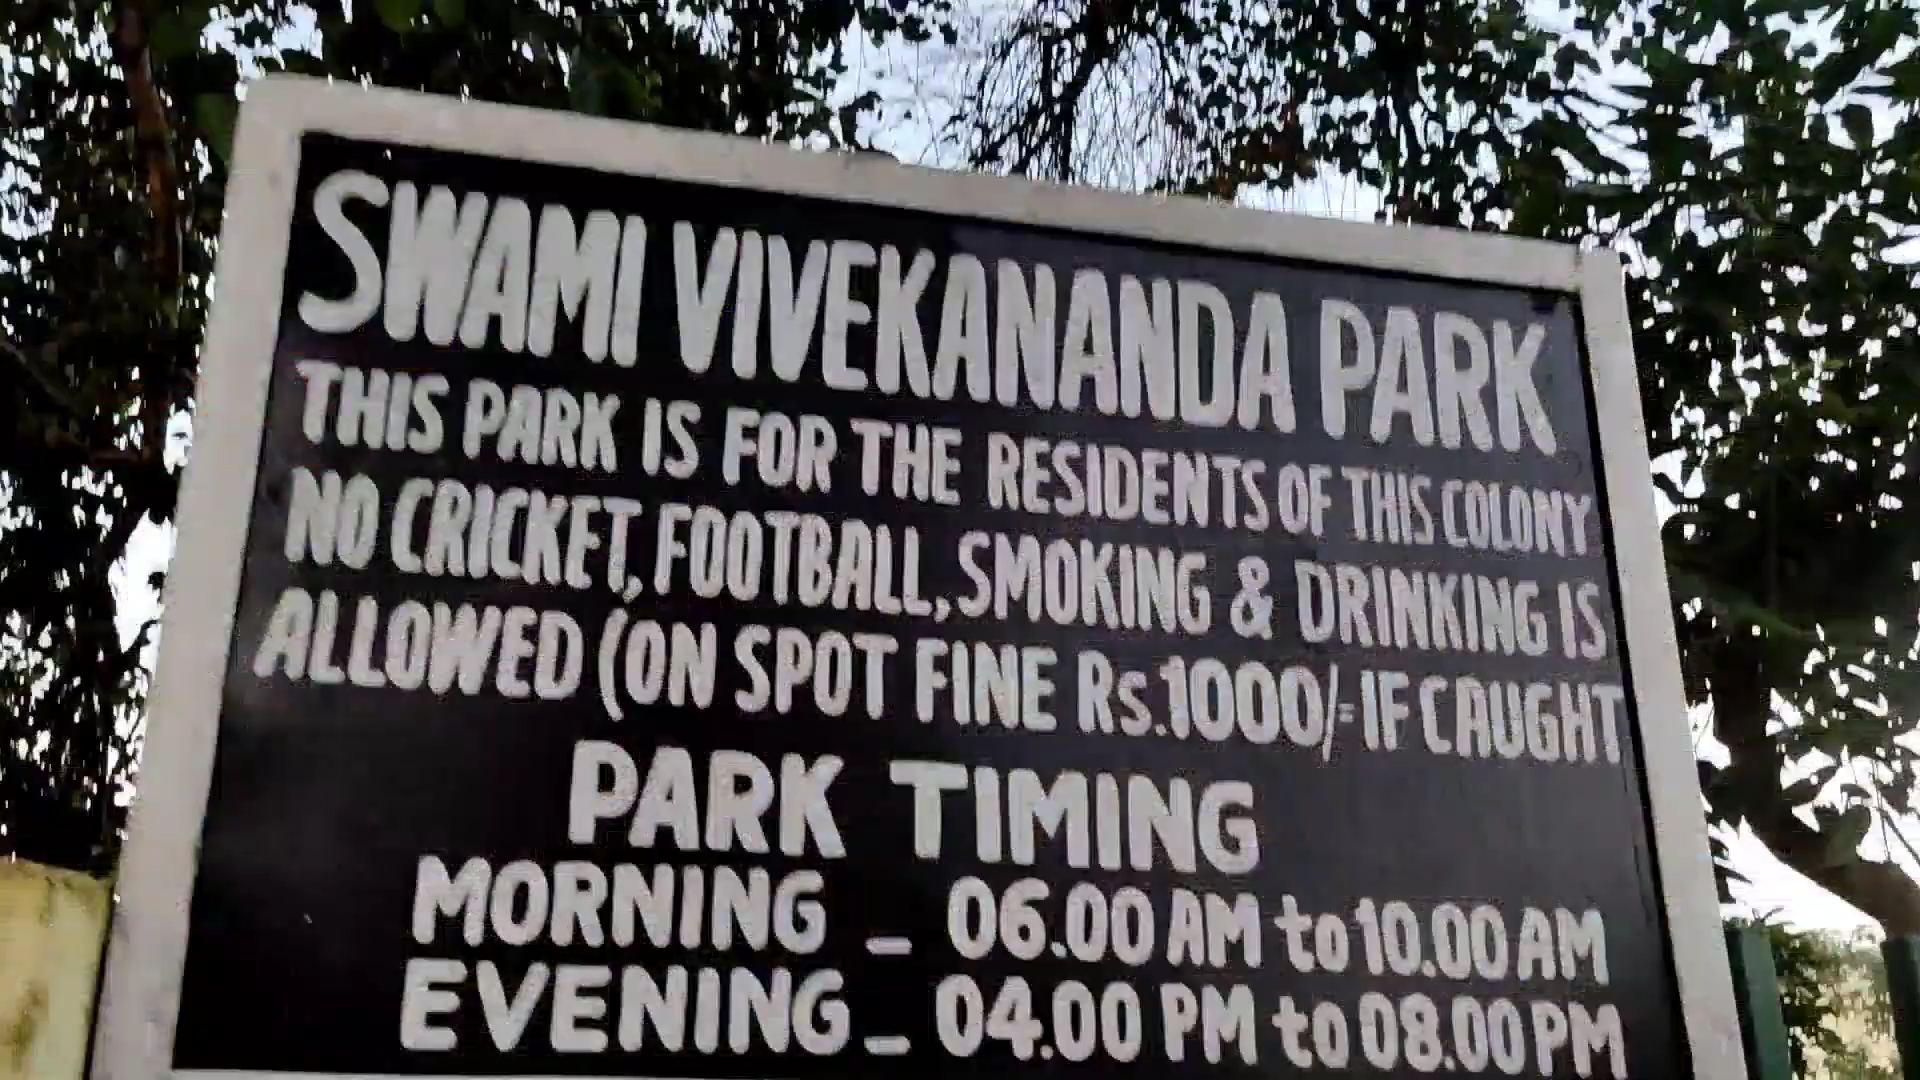 SWAMI VIVEKANANDA PARK
THIS PARK IS FOR THE RESIDENTS OF THIS COLONY
NO CRICKET, FOOTBALL, SMOKING & DRINKING IS
ALLOWED (ON SPOT FINE Rs.1000/= IF CAUGHT
PARK TIMING
MORNING _ 06.00 AM to 10.00 AM
EVENING _ 04.00 PM to 08.00 PM